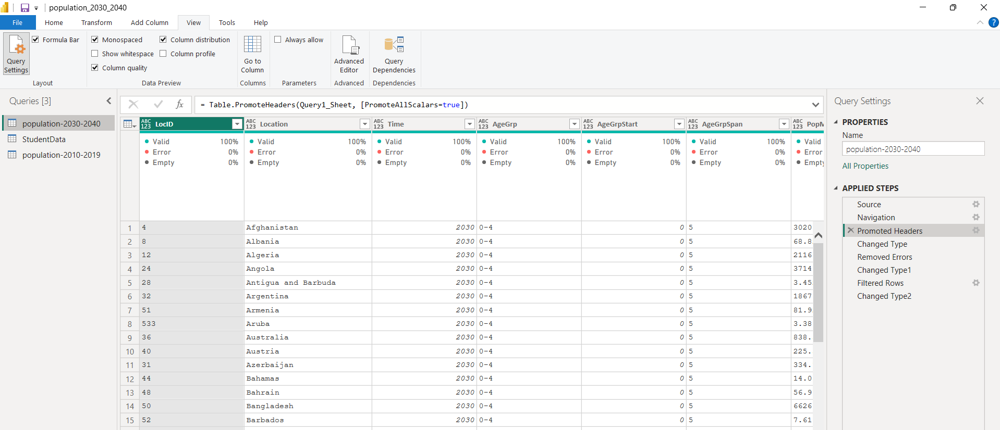 population_2030_2040
File Home Transform Add Column View Tools Help
Query Settings
Formula Bar
Layout
Monospaced
Show whitespace
Column quality
Column distribution
Column profile
Data Preview
Go to Column
Columns
Always allow
Parameters
Advanced Editor
Advanced
Query Dependencies
Dependencies
Queries [3]
population-2030-2040
StudentData
population-2010-2019
fx = Table.PromoteHeaders(Query1_Sheet, [PromoteAllScalars=true])
ABC 123 LocID ABC 123 Location ABC 123 Time ABC 123 AgeGrp ABC 123 AgeGrpStart ABC 123 AgeGrpSpan ABC 123 PopM
Valid 100% Valid 100% Valid 100% Valid 100% Valid 100% Valid 100% Valid
Error 0% Error 0% Error 0% Error 0% Error 0% Error 0% Error
Empty 0% Empty 0% Empty 0% Empty 0% Empty 0% Empty 0% Empty
1 4 Afghanistan 2030 0-4 0 5 3020
2 8 Albania 2030 0-4 0 5 68.8
3 12 Algeria 2030 0-4 0 5 2116
4 24 Angola 2030 0-4 0 5 3714
5 28 Antigua and Barbuda 2030 0-4 0 5 3.45
6 32 Argentina 2030 0-4 0 5 1867
7 51 Armenia 2030 0-4 0 5 81.9
8 533 Aruba 2030 0-4 0 5 3.38
9 36 Australia 2030 0-4 0 5 838.
10 40 Austria 2030 0-4 0 5 225.
11 31 Azerbaijan 2030 0-4 0 5 334.
12 44 Bahamas 2030 0-4 0 5 14.0
13 48 Bahrain 2030 0-4 0 5 56.9
14 50 Bangladesh 2030 0-4 0 5 6626
15 52 Barbados 2030 0-4 0 5 7.61
Query Settings
PROPERTIES
Name
population-2030-2040
All Properties
APPLIED STEPS
Source
Navigation
Promoted Headers
Changed Type
Removed Errors
Changed Type1
Filtered Rows
Changed Type2